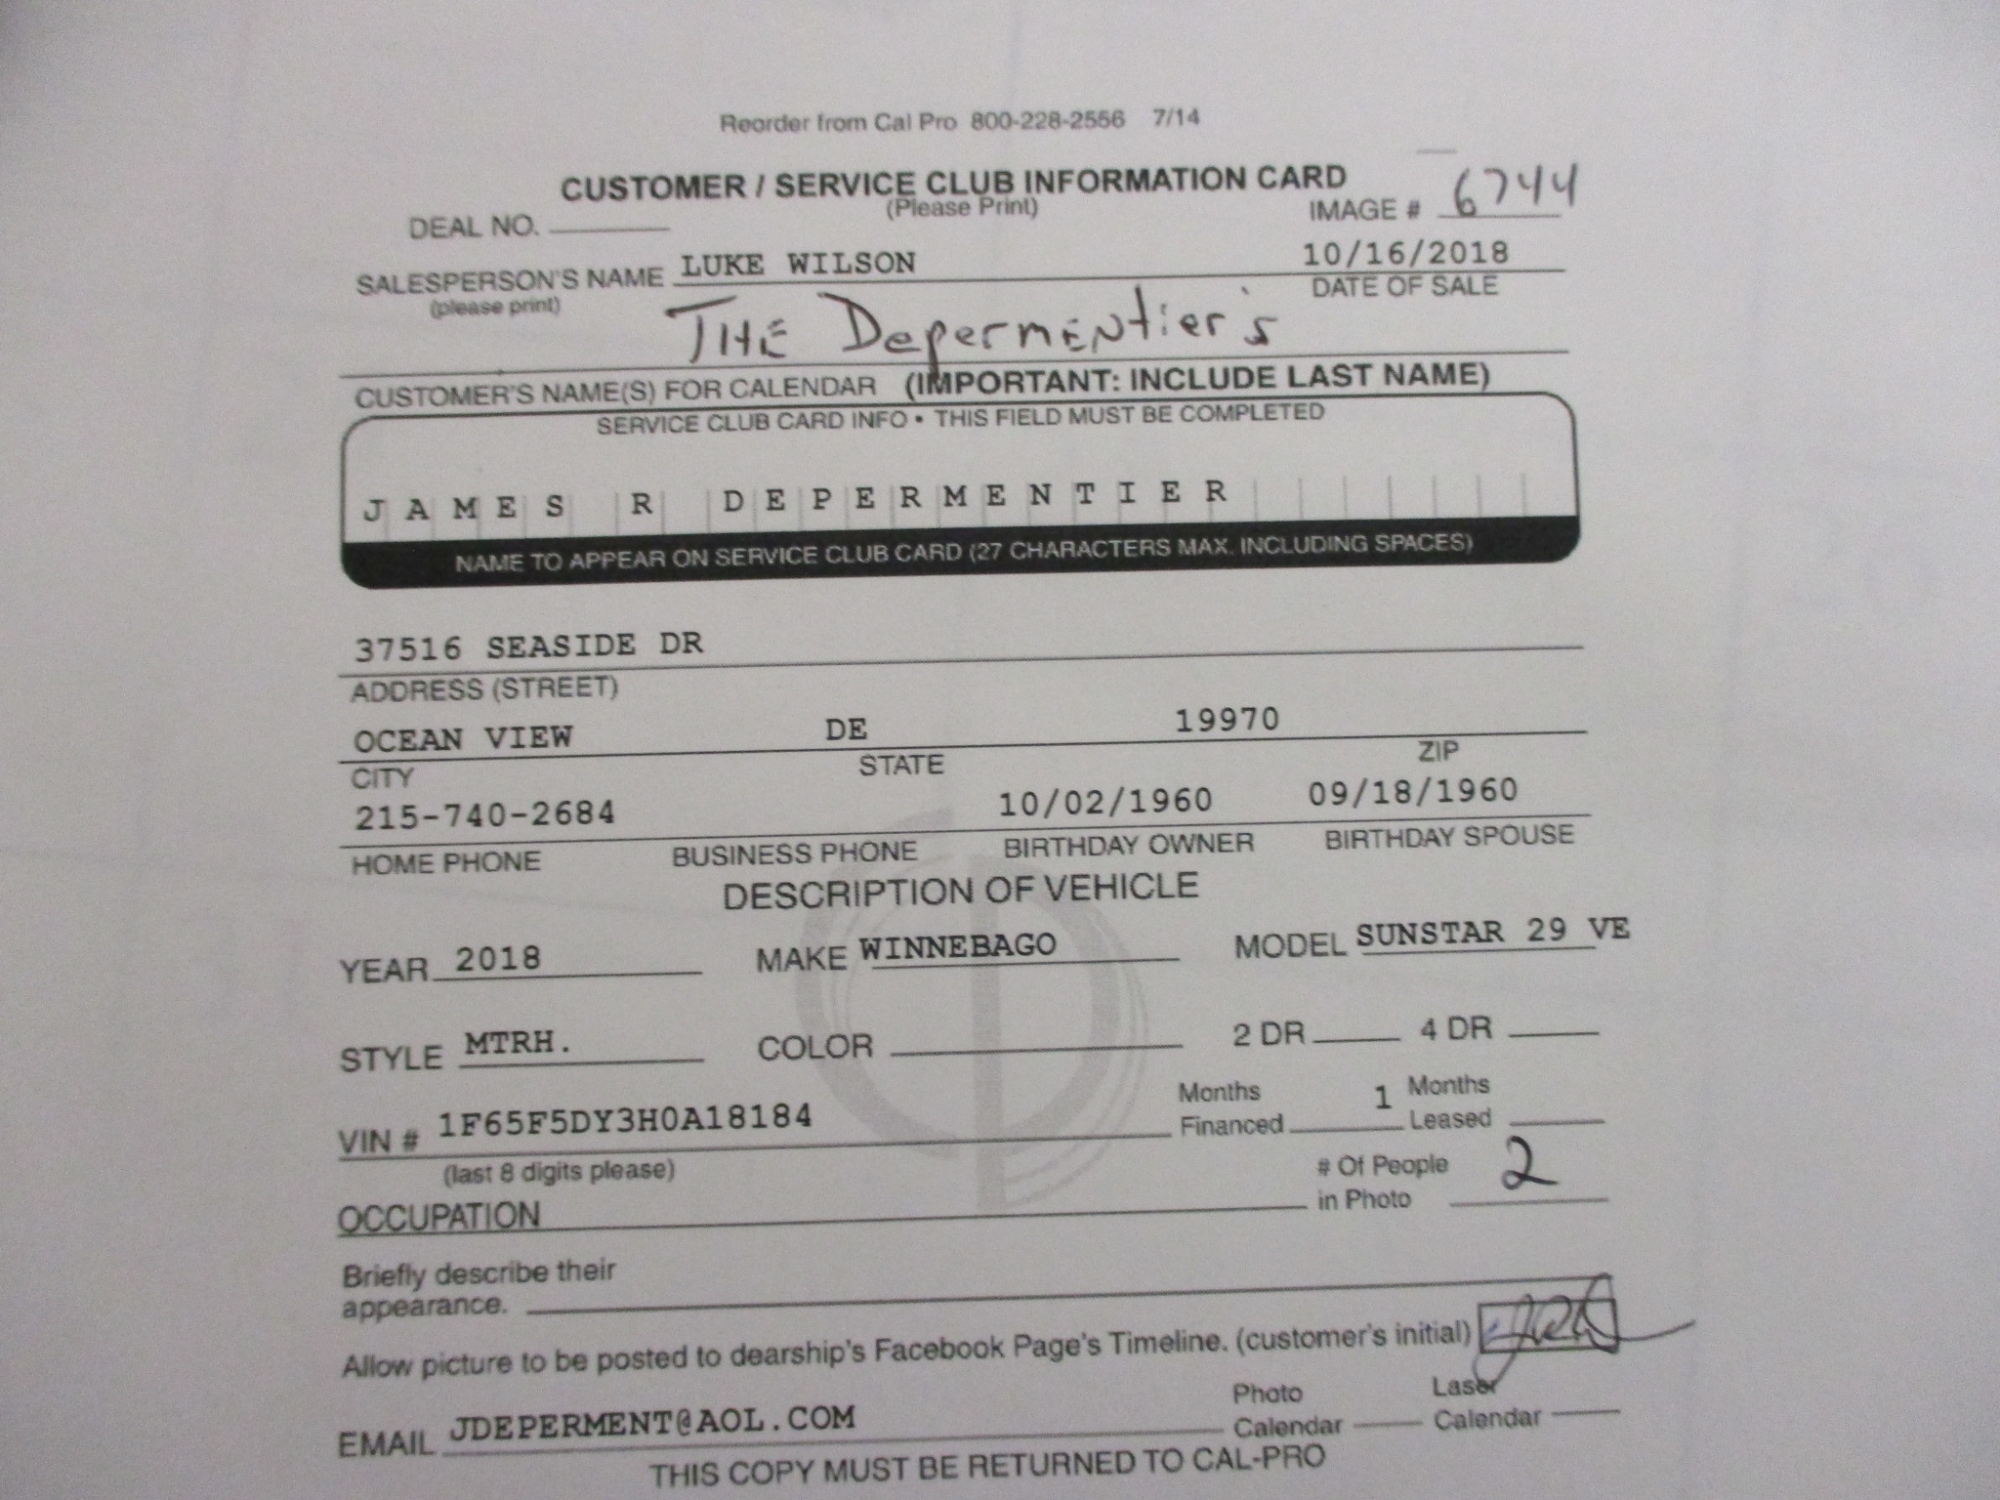 Reorder from Cal Pro 800-228-2556 7/14
CUSTOMER / SERVICE CLUB INFORMATION CARD
(Please Print)
DEAL NO. IMAGE # 6744
SALESPERSON'S NAME LUKE WILSON 10/16/2018
(please print) DATE OF SALE
THE Depermentier's
CUSTOMER'S NAME(S) FOR CALENDAR (IMPORTANT: INCLUDE LAST NAME)
SERVICE CLUB CARD INFO • THIS FIELD MUST BE COMPLETED
JAMES R DEPERMENTIER
NAME TO APPEAR ON SERVICE CLUB CARD (27 CHARACTERS MAX. INCLUDING SPACES)
37516 SEASIDE DR
ADDRESS (STREET)
OCEAN VIEW DE 19970
CITY STATE ZIP
215-740-2684 10/02/1960 09/18/1960
HOME PHONE BUSINESS PHONE BIRTHDAY OWNER BIRTHDAY SPOUSE
DESCRIPTION OF VEHICLE
YEAR 2018 MAKE WINNEBAGO MODEL SUNSTAR 29 VE
STYLE MTRH. COLOR 2 DR 4 DR
VIN # 1F65F5DY3H0A18184 Months Financed 1 Months Leased
(last 8 digits please)
OCCUPATION # Of People in Photo 2
Briefly describe their
appearance.
Allow picture to be posted to dearship's Facebook Page's Timeline. (customer's initial)
EMAIL JDEPERMENT@AOL.COM Photo Calendar Laser Calendar
THIS COPY MUST BE RETURNED TO CAL-PRO